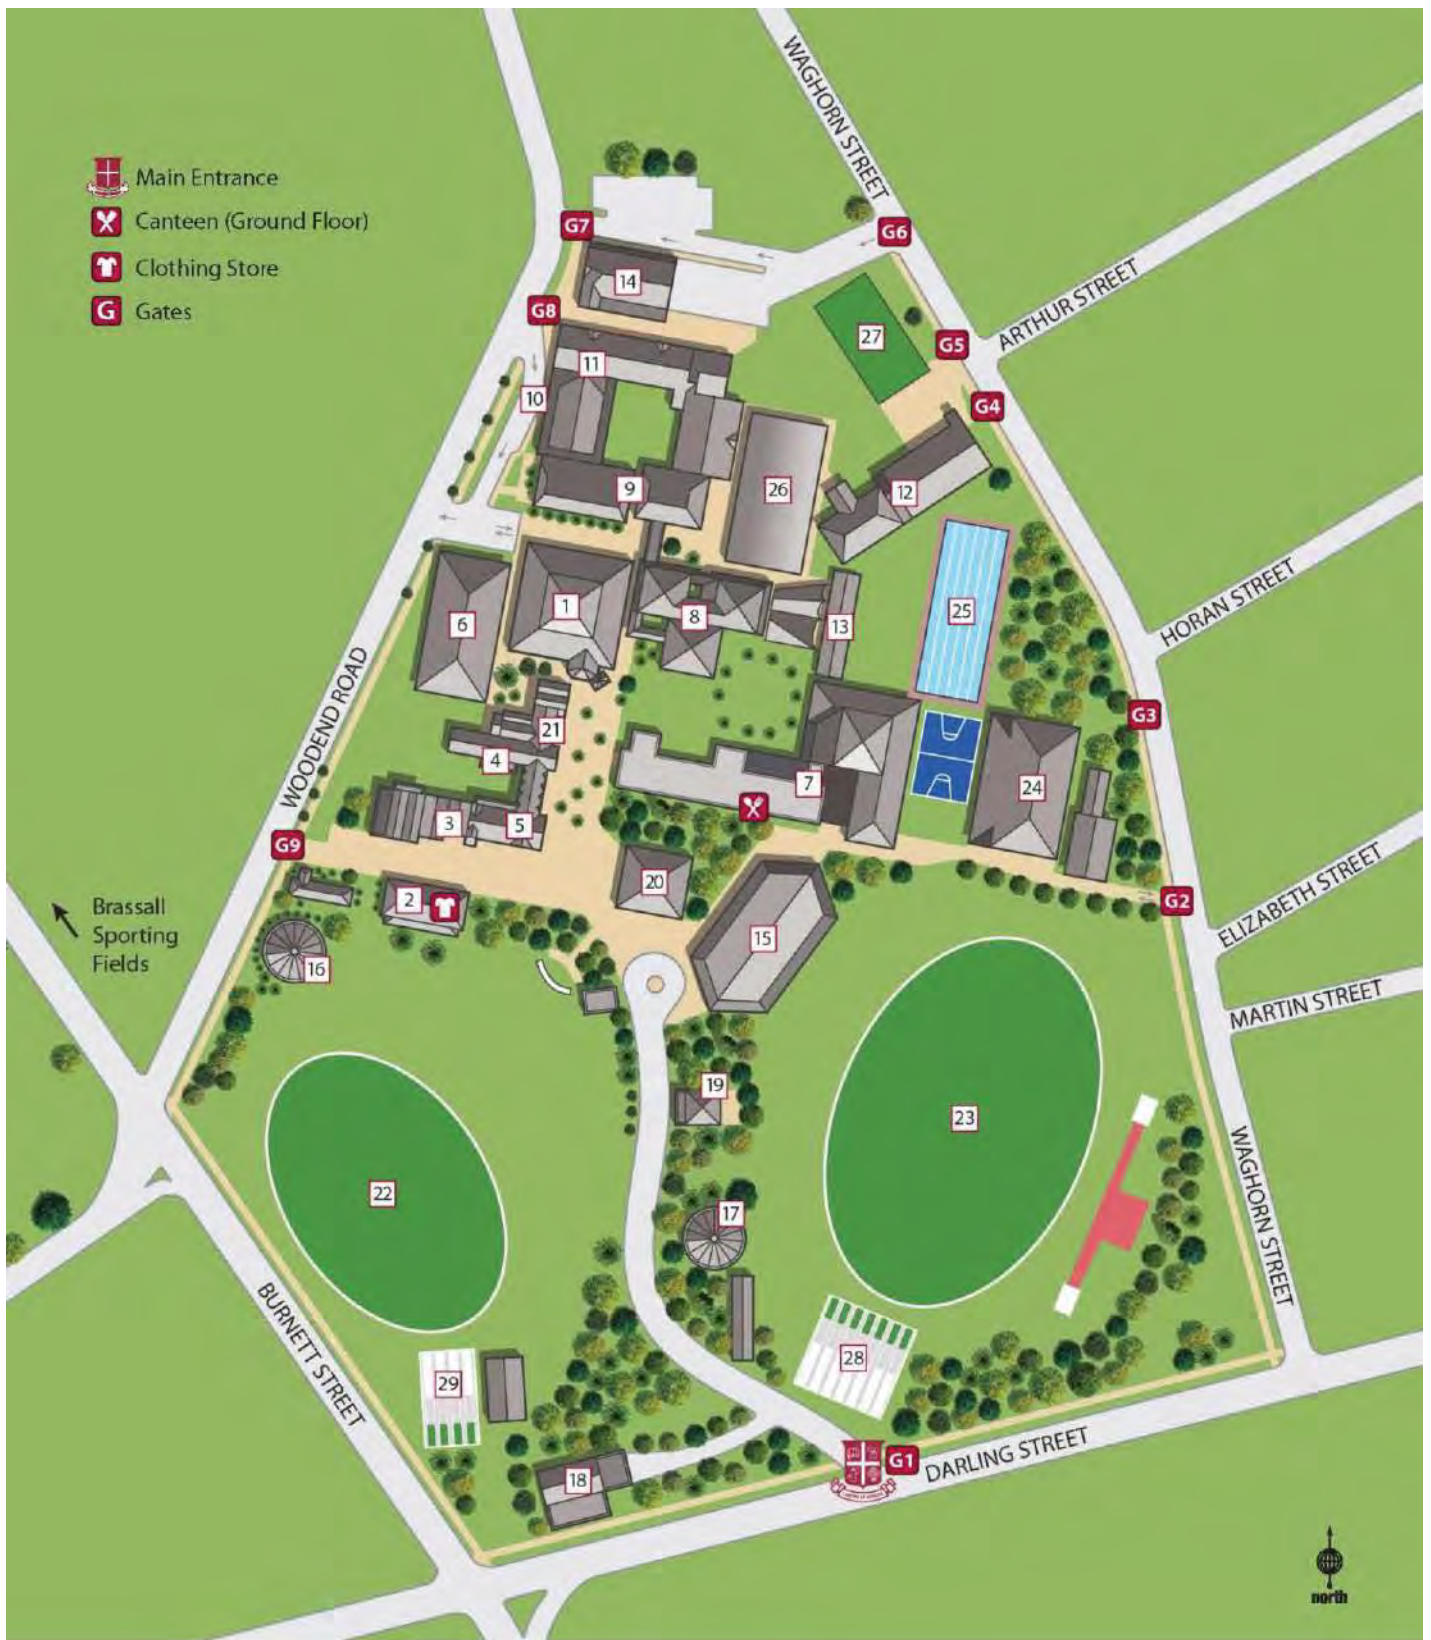 WAGHORN STREET
Main Entrance
Canteen (Ground Floor)
Clothing Store
G Gates
G7
G6
14
ARTHUR STREET
G8
27
G5
11
10
G4
9
26
12
HORAN STREET
1
25
6
8
13
WOODEND ROAD
G3
21
4
7
24
3
5
G9
20
2
G2
ELIZABETH STREET
Brassall
Sporting
Fields
15
16
MARTIN STREET
19
23
22
17
WAGHORN STREET
BURNETT STREET
28
29
18
G1
DARLING STREET
north